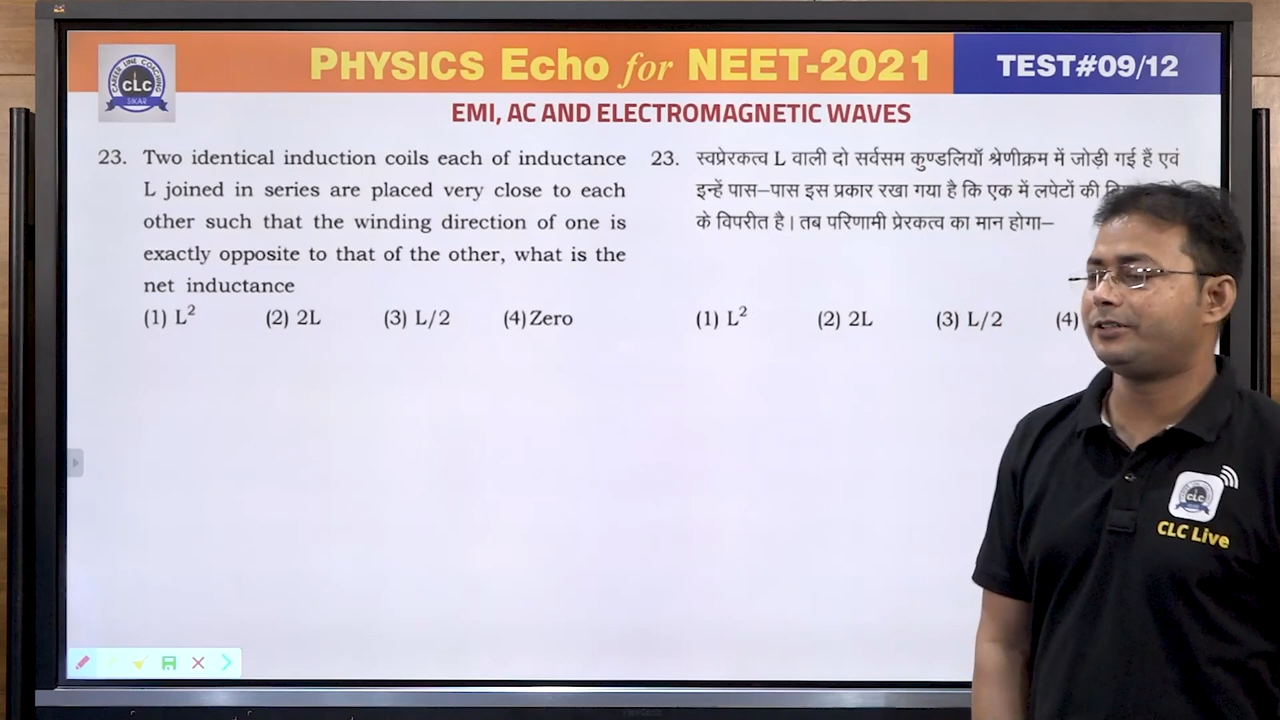 PHYSICS Echo for NEET-2021
TEST#09/12
CAREER LINE COACHING
CLC
SIKAR
EMI, AC AND ELECTROMAGNETIC WAVES
23. Two identical induction coils each of inductance
L joined in series are placed very close to each
other such that the winding direction of one is
exactly opposite to that of the other, what is the
net inductance
(1) L² (2) 2L (3) L/2 (4) Zero
23. स्वप्रेरकत्व L वाली दो सर्वसम कुण्डलियाँ श्रेणीक्रम में जोड़ी गई हैं एवं
इन्हें पास–पास इस प्रकार रखा गया है कि एक में लपेटों की
के विपरीत है। तब परिणामी प्रेरकत्व का मान होगा–
(1) L² (2) 2L (3) L/2 (4)
CLC
CLC Live